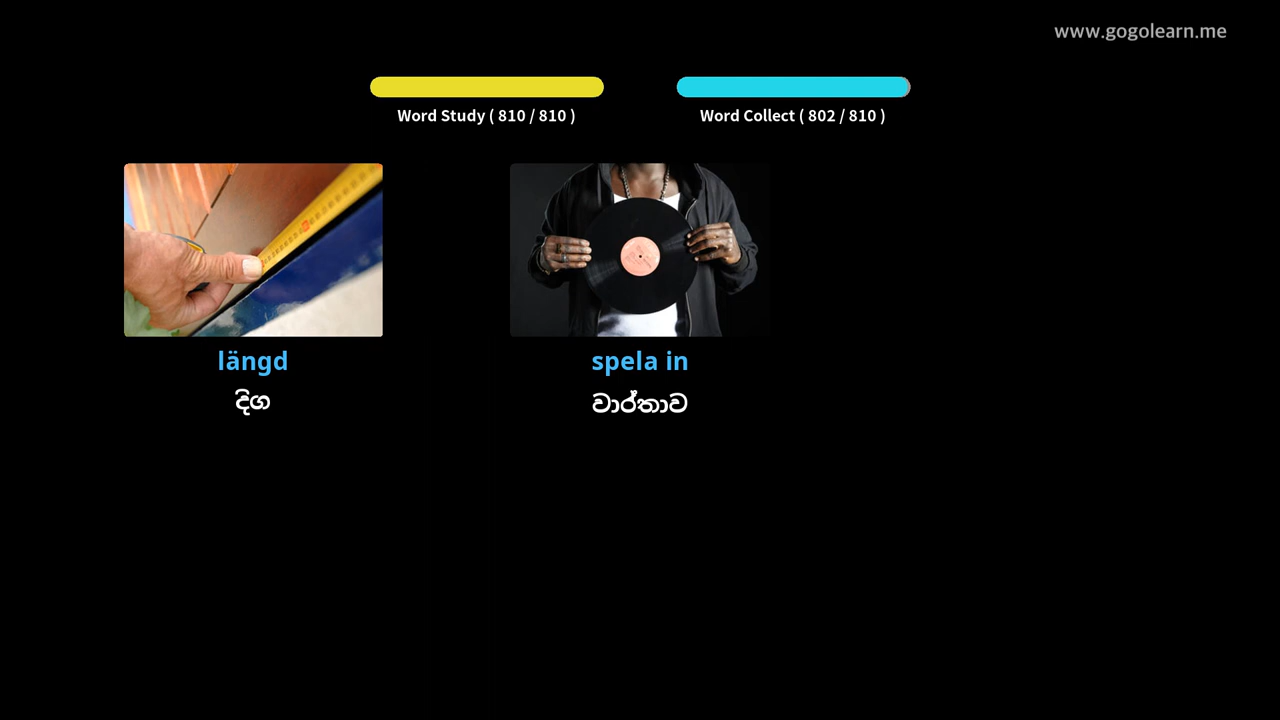 www.gogolearn.me
Word Study ( 810 / 810 )
Word Collect ( 802 / 810 )
längd
දිග
spela in
වාර්තාව